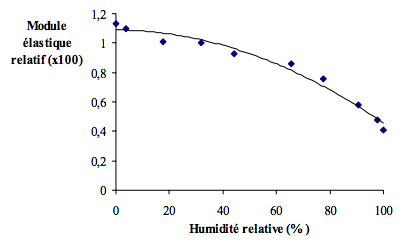 Module
élastique
relatif (x100)
1,2
1
0,8
0,6
0,4
0,2
0
0 20 40 60 80 100
Humidité relative (% )